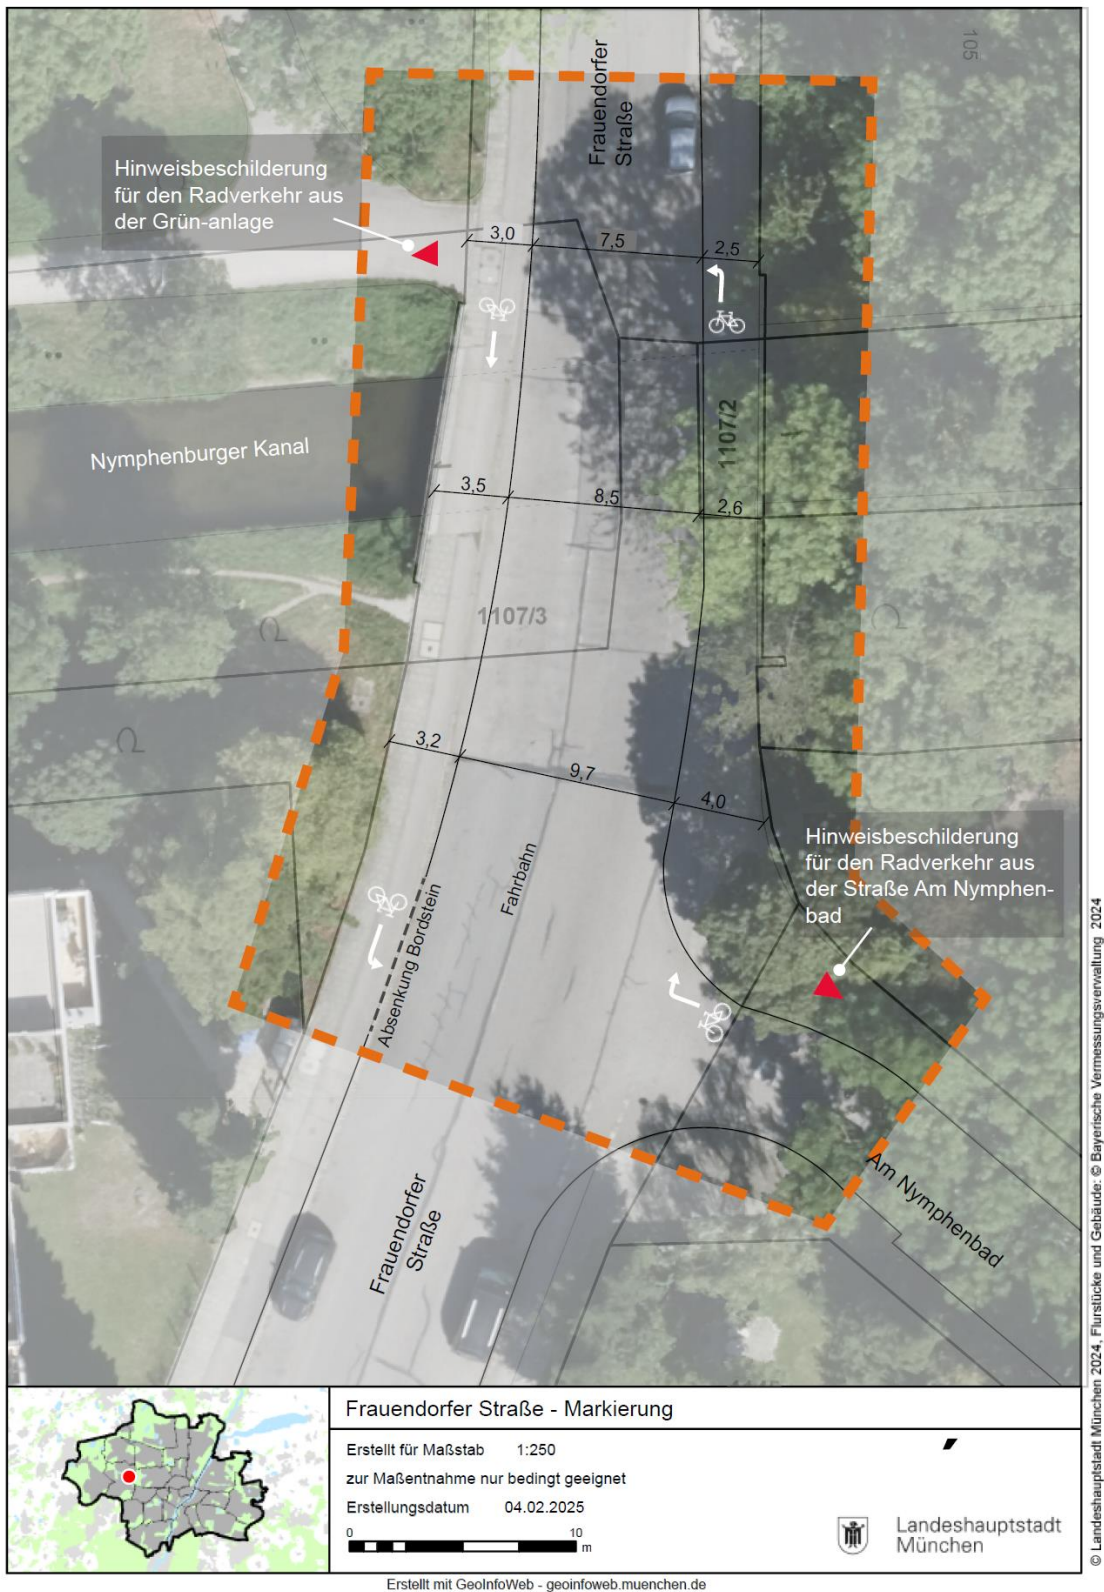 105
Frauendorfer
Straße
Hinweisbeschilderung
für den Radverkehr aus
der Grün-anlage
3,0
7,5
2,5
1107/2
Nymphenburger Kanal
3,5
8,5
2,6
1107/3
3,2
9,7
4,0
Hinweisbeschilderung
für den Radverkehr aus
der Straße Am Nymphen-
bad
Fahrbahn
Absenkung Bordstein
Am Nymphenbad
Frauendorfer
Straße
© Landeshauptstadt München 2024, Flurstücke und Gebäude: © Bayerische Vermessungsverwaltung 2024
Frauendorfer Straße - Markierung
Erstellt für Maßstab 1:250
zur Maßentnahme nur bedingt geeignet
Erstellungsdatum 04.02.2025
0 10
m
Landeshauptstadt
München
Erstellt mit GeoInfoWeb - geoinfoweb.muenchen.de